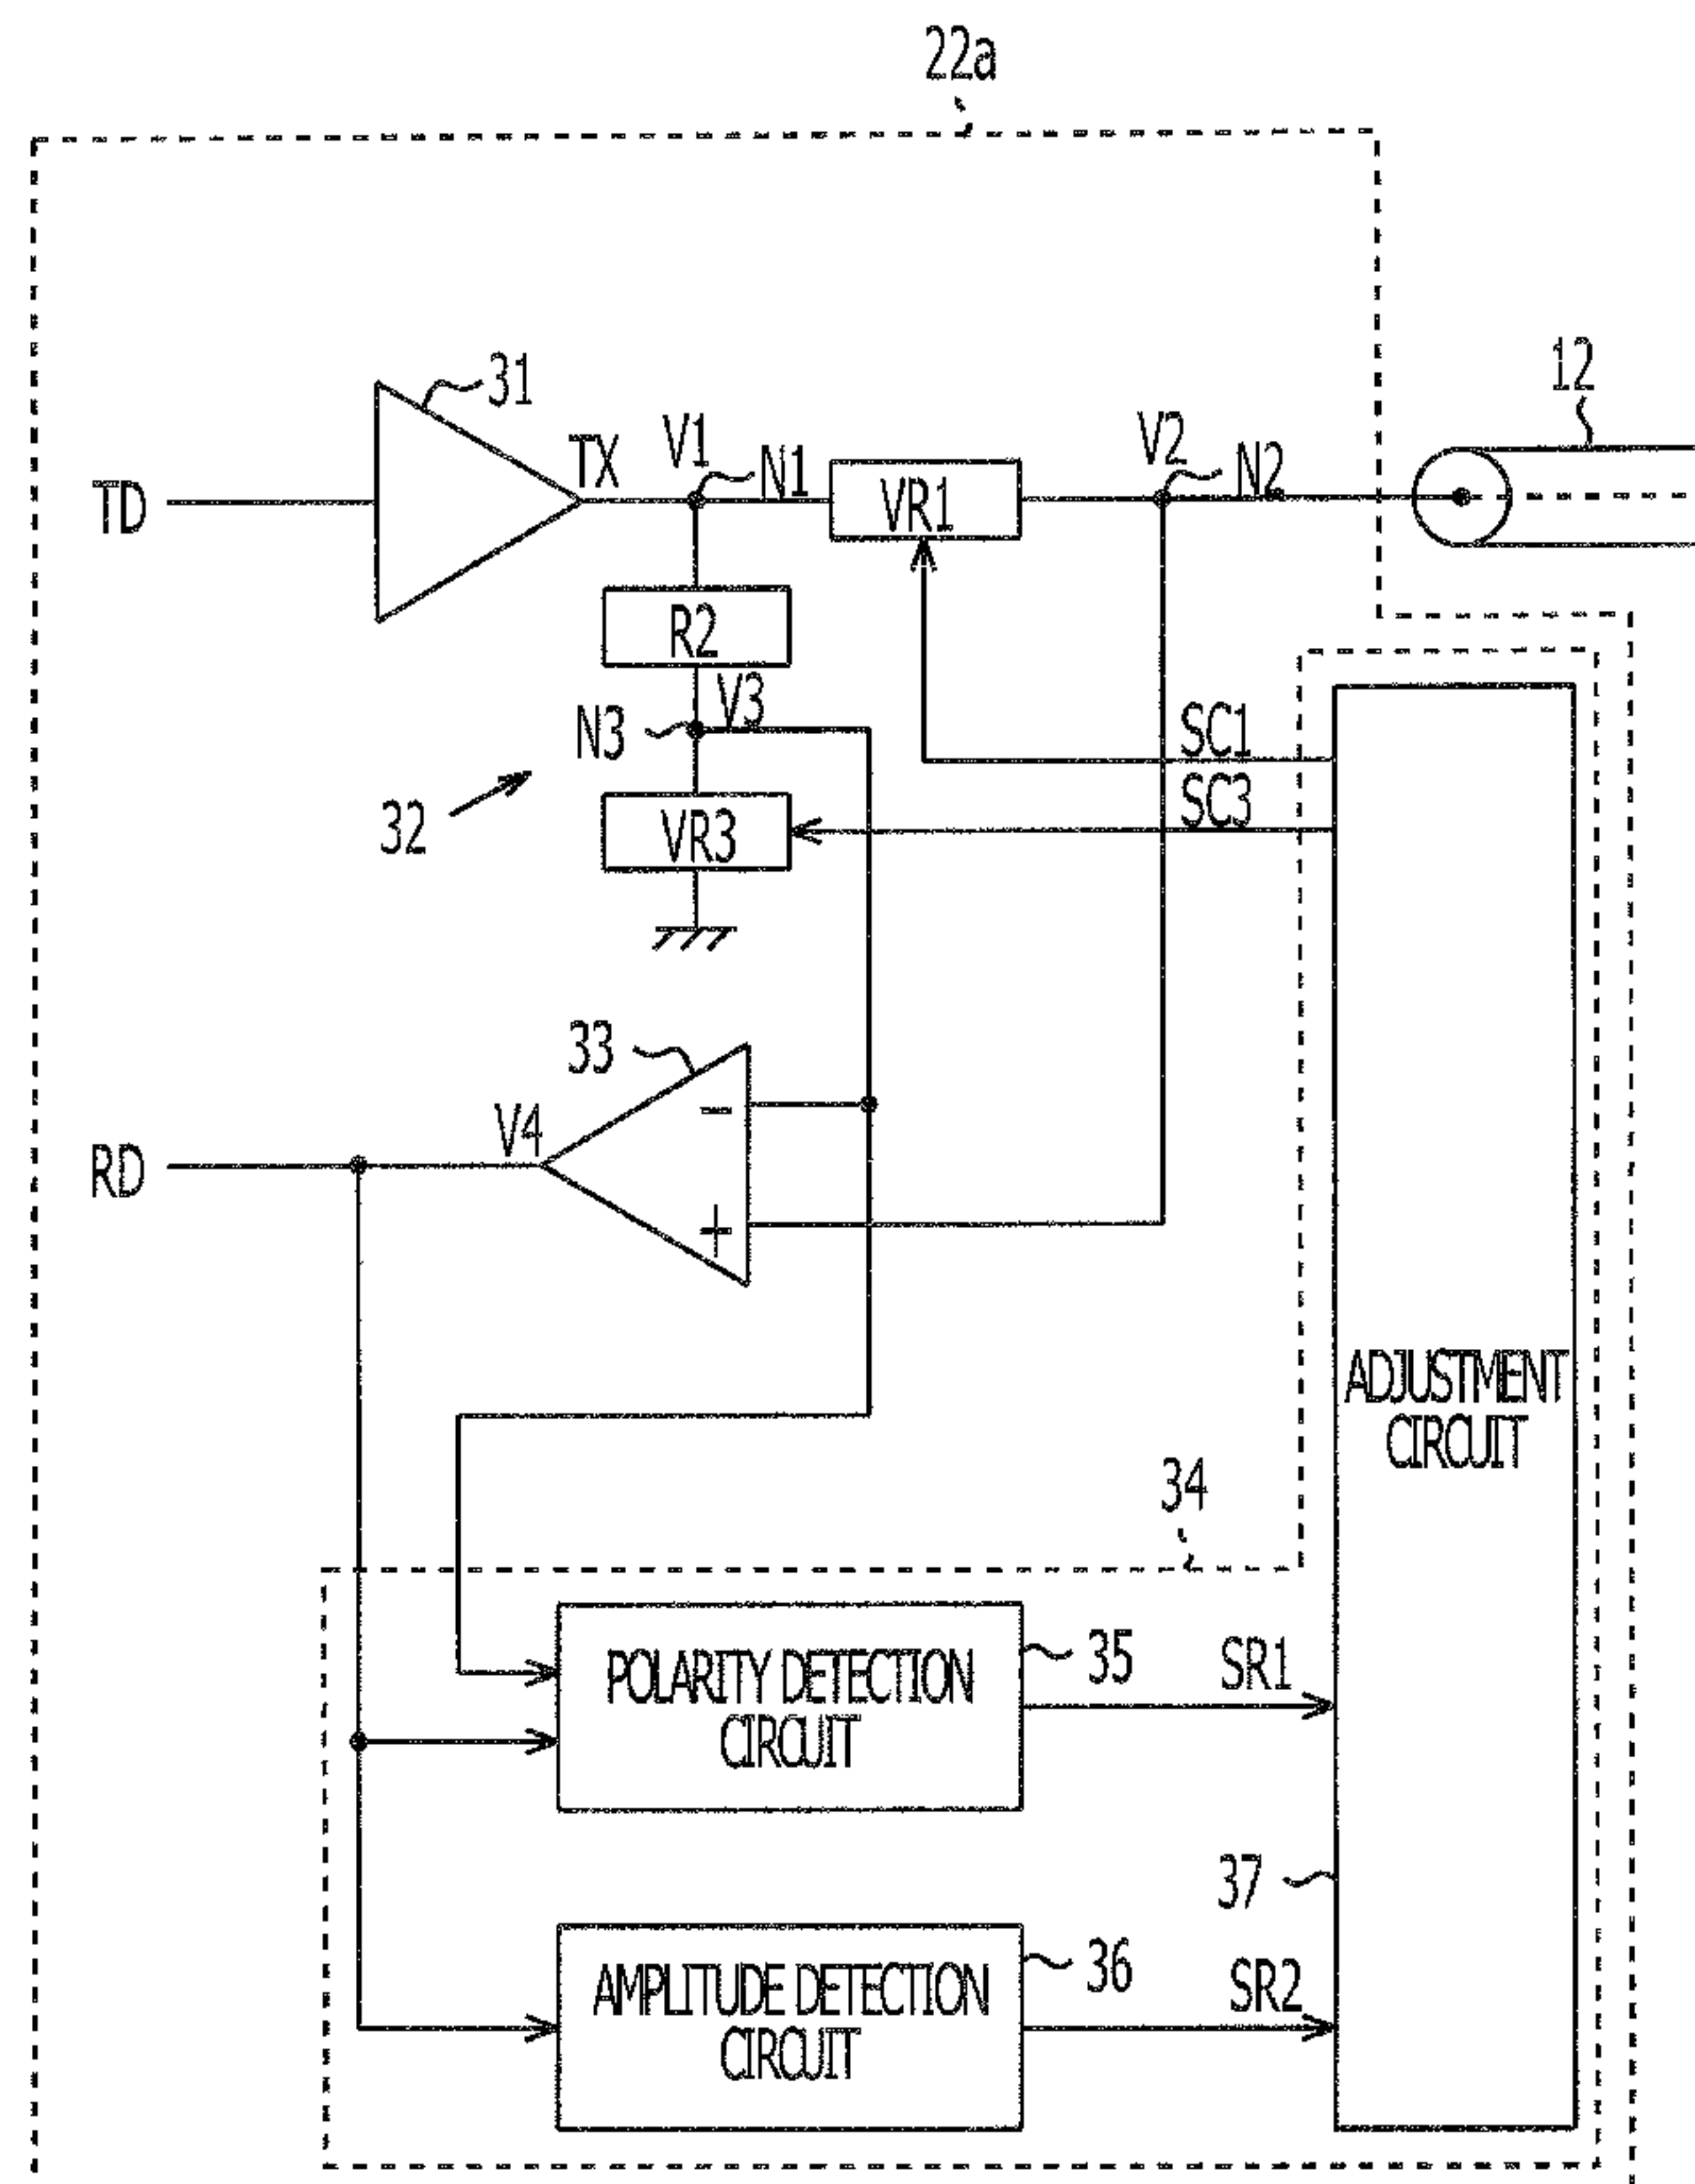 22a
12
31
TX
V1
N1
V2
N2
TD
VR1
R2
V3
N3
SC1
32
VR3
SC3
33
-
V4
RD
+
ADJUSTMENT
CIRCUIT
34
POLARITY DETECTION
CIRCUIT
35
SR1
37
AMPLITUDE DETECTION
CIRCUIT
36
SR2